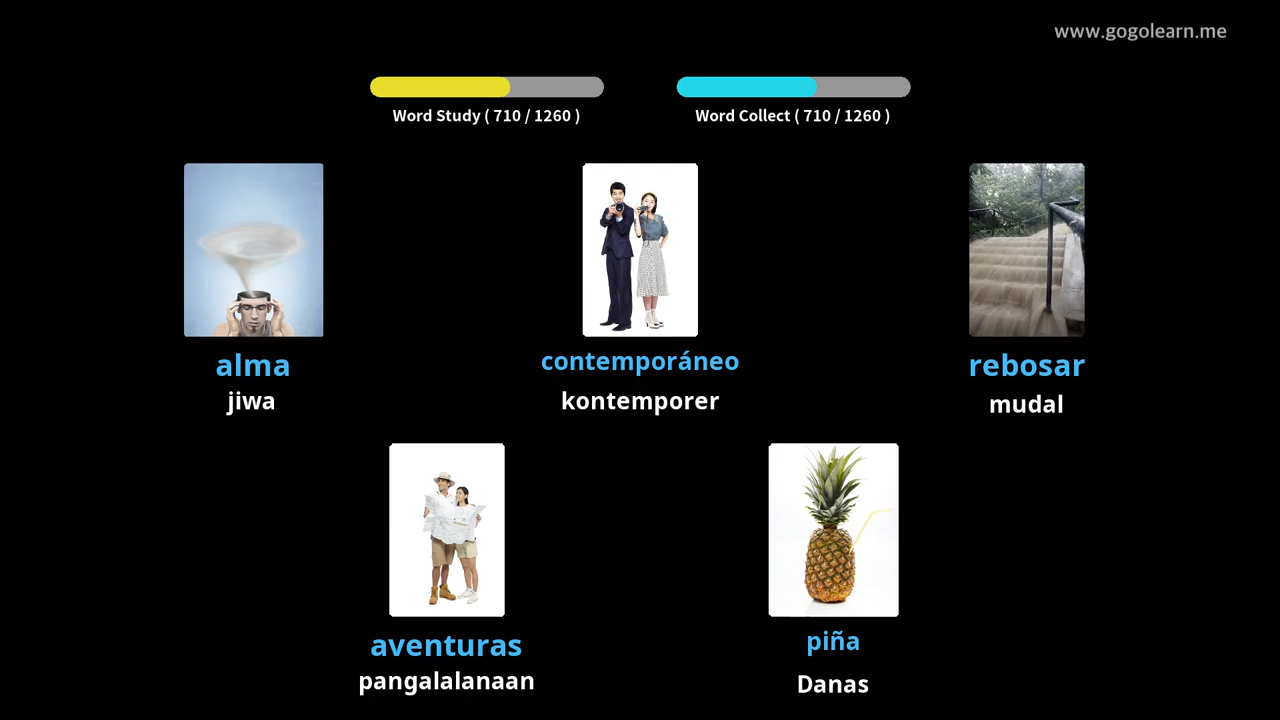 www.gogolearn.me
Word Study ( 710 / 1260 )
Word Collect ( 710 / 1260 )
alma
jiwa
contemporáneo
kontemporer
rebosar
mudal
aventuras
pangalalanaan
piña
Danas